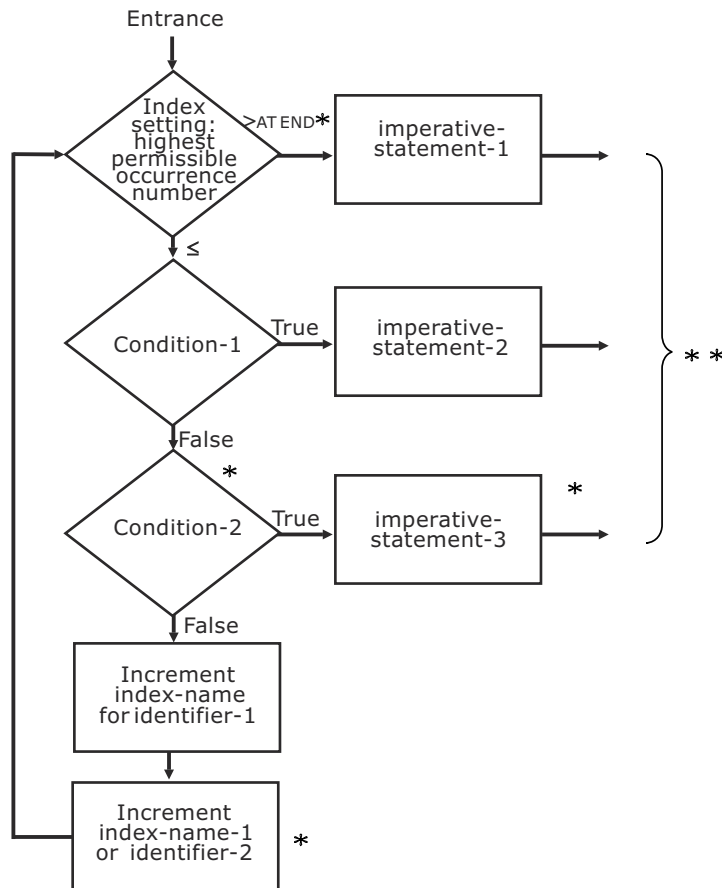 Entrance
Index
setting:
highest
permissible
occurrence
number
>AT END*
imperative-
statement-1
≤
Condition-1
True
imperative-
statement-2
* *
False
*
Condition-2
True
imperative-
statement-3
*
False
Increment
index-name
for identifier-1
Increment
index-name-1
or identifier-2
*